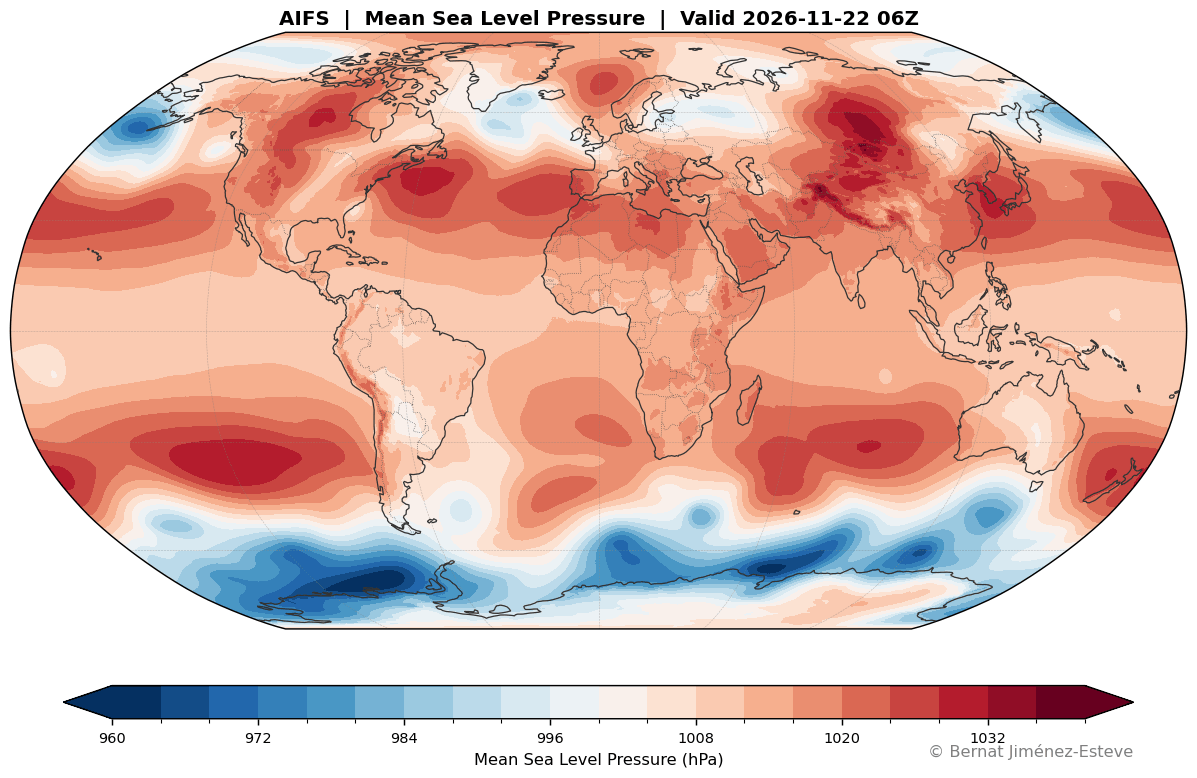 AIFS | Mean Sea Level Pressure | Valid 2026-11-22 06Z
960 972 984 996 1008 1020 1032
Mean Sea Level Pressure (hPa)
© Bernat Jiménez-Esteve